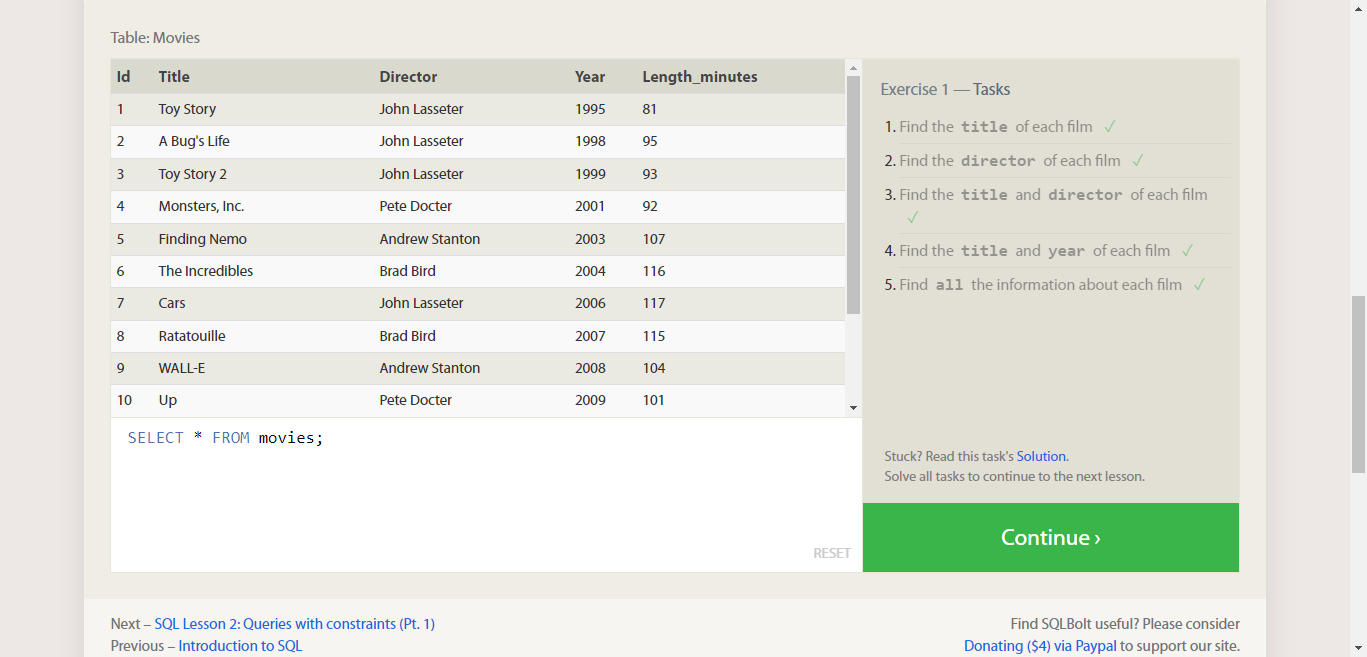 Table: Movies
Id Title Director Year Length_minutes
1 Toy Story John Lasseter 1995 81
2 A Bug's Life John Lasseter 1998 95
3 Toy Story 2 John Lasseter 1999 93
4 Monsters, Inc. Pete Docter 2001 92
5 Finding Nemo Andrew Stanton 2003 107
6 The Incredibles Brad Bird 2004 116
7 Cars John Lasseter 2006 117
8 Ratatouille Brad Bird 2007 115
9 WALL-E Andrew Stanton 2008 104
10 Up Pete Docter 2009 101
SELECT * FROM movies;
RESET
Exercise 1 — Tasks
1. Find the title of each film ✓
2. Find the director of each film ✓
3. Find the title and director of each film
✓
4. Find the title and year of each film ✓
5. Find all the information about each film ✓
Stuck? Read this task's Solution.
Solve all tasks to continue to the next lesson.
Continue ›
Next – SQL Lesson 2: Queries with constraints (Pt. 1)
Previous – Introduction to SQL
Find SQLBolt useful? Please consider
Donating ($4) via Paypal to support our site.